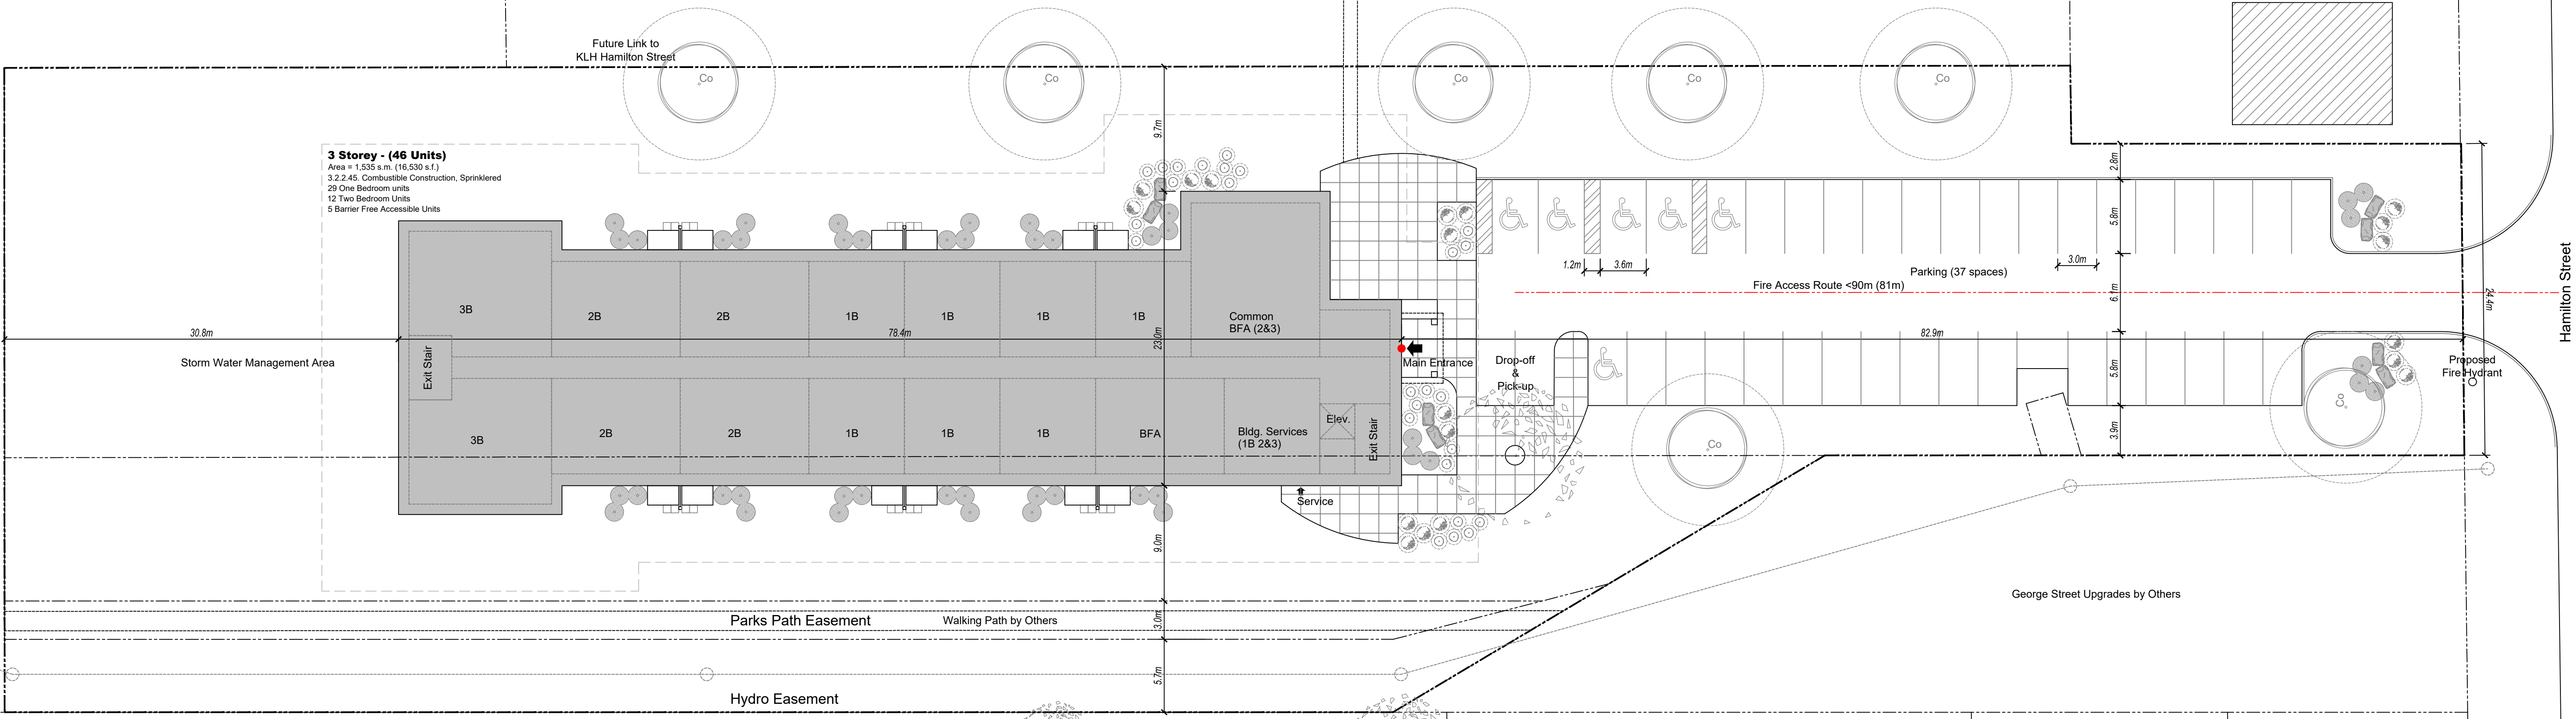 Future Link to
KLH Hamilton Street
Co
Co
Co
Co
Co
9.7m
3 Storey - (46 Units)
Area = 1,535 s.m. (16,530 s.f.)
3.2.2.45. Combustible Construction, Sprinklered
29 One Bedroom units
12 Two Bedroom Units
5 Barrier Free Accessible Units
2.8m
5.8m
1.2m
3.6m
3.0m
Parking (37 spaces)
Fire Access Route <90m (81m)
6.1m
24.4m
Hamilton Street
3B
2B
2B
1B
1B
1B
1B
Common
BFA (2&3)
30.8m
78.4m
23.0m
82.9m
Storm Water Management Area
Exit Stair
Main Entrance
Drop-off
&
Pick-up
5.8m
Proposed
Fire Hydrant
3B
2B
2B
1B
1B
1B
BFA
Bldg. Services
(1B 2&3)
Elev.
Exit Stair
Co
Co
3.9m
Service
9.0m
George Street Upgrades by Others
Parks Path Easement
Walking Path by Others
3.0m
5.7m
Hydro Easement